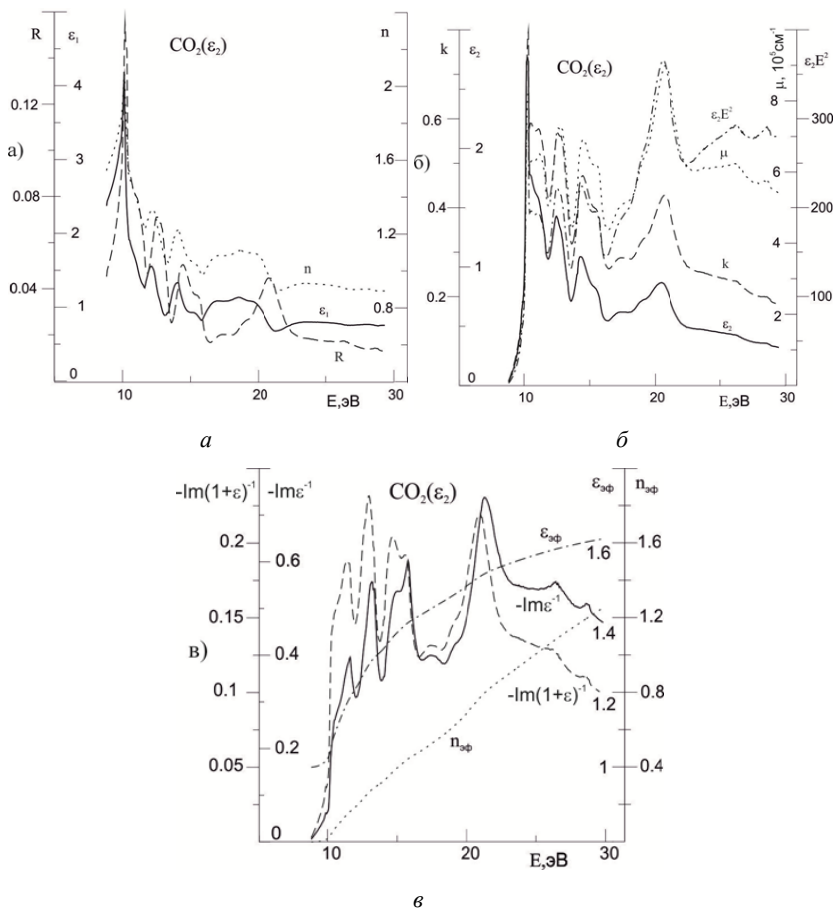 R ε₁ CO₂(ε₂) n
4 2
0.12
а) 3 1.6
0.08
2 1.2
0.04 n
1 ε₁ 0.8
R
0
10 20 E,эВ 30
а
k ε₂ CO₂(ε₂) μ, 10⁵см⁻¹ ε₂E²
8
0.6 300
ε₂E²
2
б) μ 6
0.4 200
4
1 k
0.2 100
ε₂ 2
10 20 E,эВ 30
б
-Im(1+ε)⁻¹ -Imε⁻¹ CO₂(ε₂) εэф nэф
0.2 εэф 1.6 1.6
0.6
-Imε⁻¹
0.15 1.2
1.4
в) 0.4
0.1 -Im(1+ε)⁻¹ 0.8
1.2
0.2 nэф
0.05 1 0.4
0
10 20 E,эВ 30
в